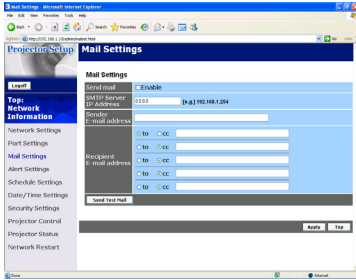 Mail Settings - Microsoft Internet Explorer
File Edit View Favorites Tools Help
Back Search Favorites
Address
Go
Projector Setup
Mail Settings
Logoff
Top:
Network
Information
Network Settings
Port Settings
Mail Settings
Alert Settings
Schedule Settings
Date/Time Settings
Security Settings
Projector Control
Projector Status
Network Restart
Mail Settings
Send mail Enable
SMTP Server
IP Address 0.0.0.0 [e.g.] 192.168.1.254
Sender
E-mail address
Recipient
E-mail address
to cc
to cc
to cc
to cc
to cc
Send Test Mail
Apply Top
Done Internet